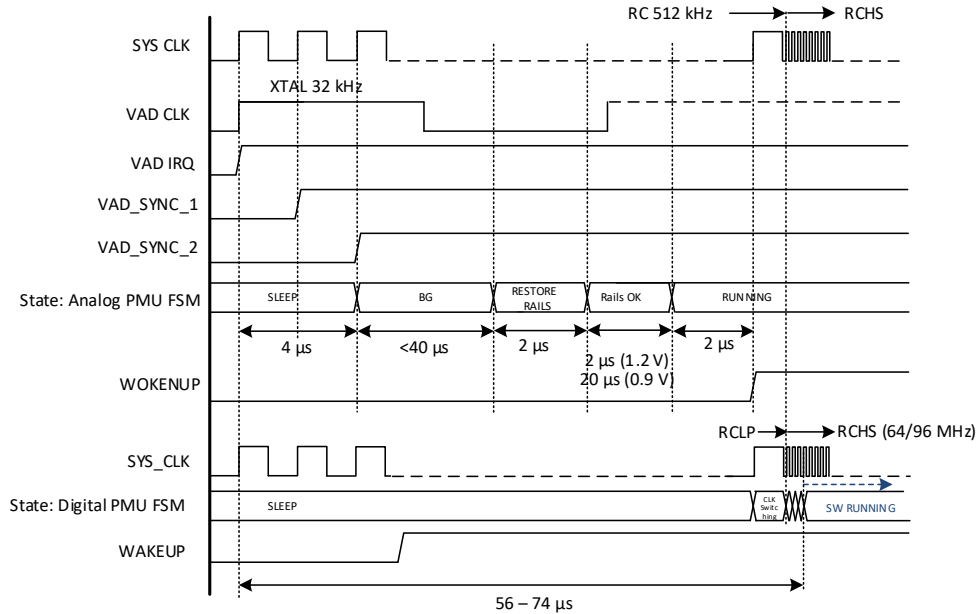 RC 512 kHz
RCHS
SYS CLK
XTAL 32 kHz
VAD CLK
VAD IRQ
VAD_SYNC_1
VAD_SYNC_2
State: Analog PMU FSM
SLEEP
BG
RESTORE
RAILS
Rails OK
RUNNING
4 µs
<40 µs
2 µs
2 µs (1.2 V)
20 µs (0.9 V)
2 µs
WOKENUP
RCLP
RCHS (64/96 MHz)
SYS_CLK
State: Digital PMU FSM
SLEEP
CLK
Switc
hing
SW RUNNING
WAKEUP
56 – 74 µs